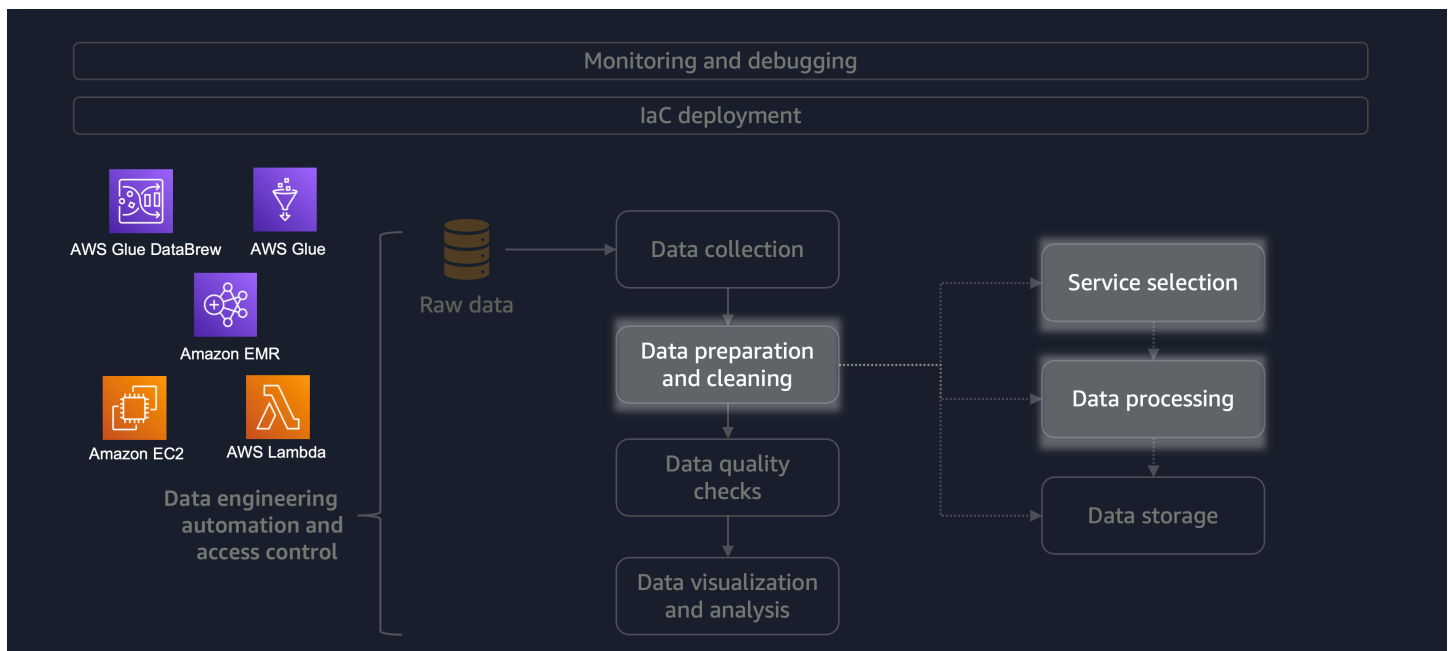 Monitoring and debugging
IaC deployment
AWS Glue DataBrew
AWS Glue
Amazon EMR
Amazon EC2
AWS Lambda
Data engineering
automation and
access control
Raw data
Data collection
Data preparation
and cleaning
Data quality
checks
Data visualization
and analysis
Service selection
Data processing
Data storage